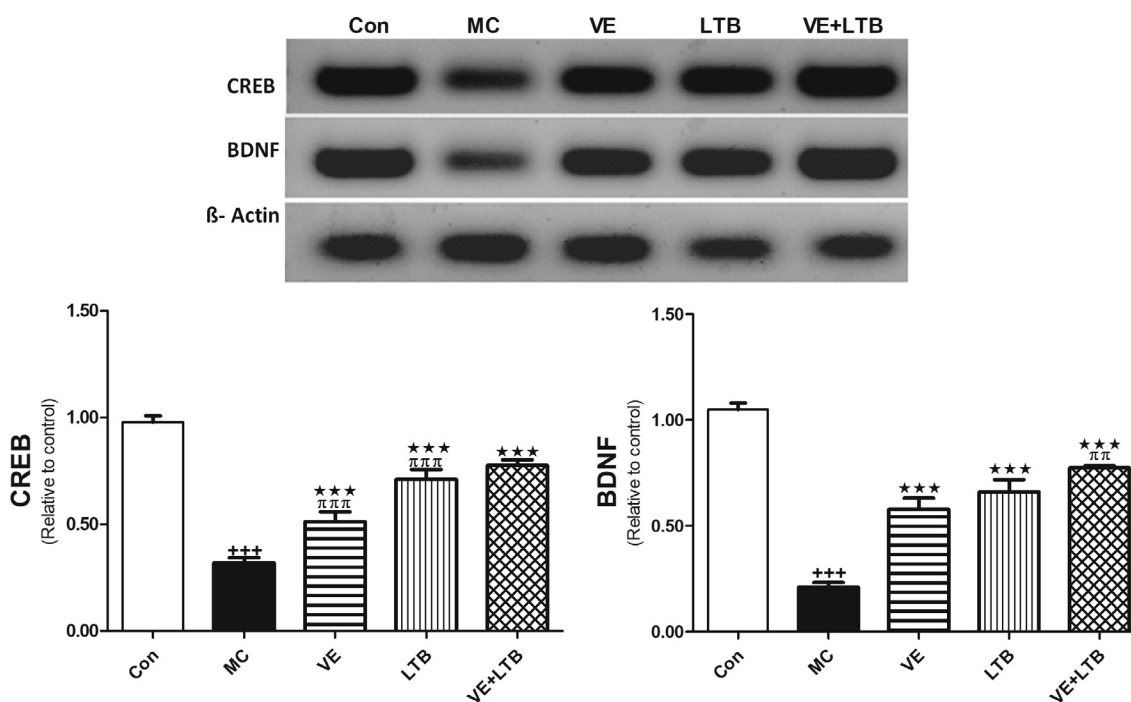 Con MC VE LTB VE+LTB
CREB
BDNF
ß- Actin
CREB
(Relative to control)
1.50
1.00
0.50
0.00
+++
★★★
πππ
★★★
πππ
★★★
Con
MC
VE
LTB
VE+LTB
BDNF
(Relative to control)
1.50
1.00
0.50
0.00
+++
★★★
★★★
★★★
ππ
Con
MC
VE
LTB
VE+LTB